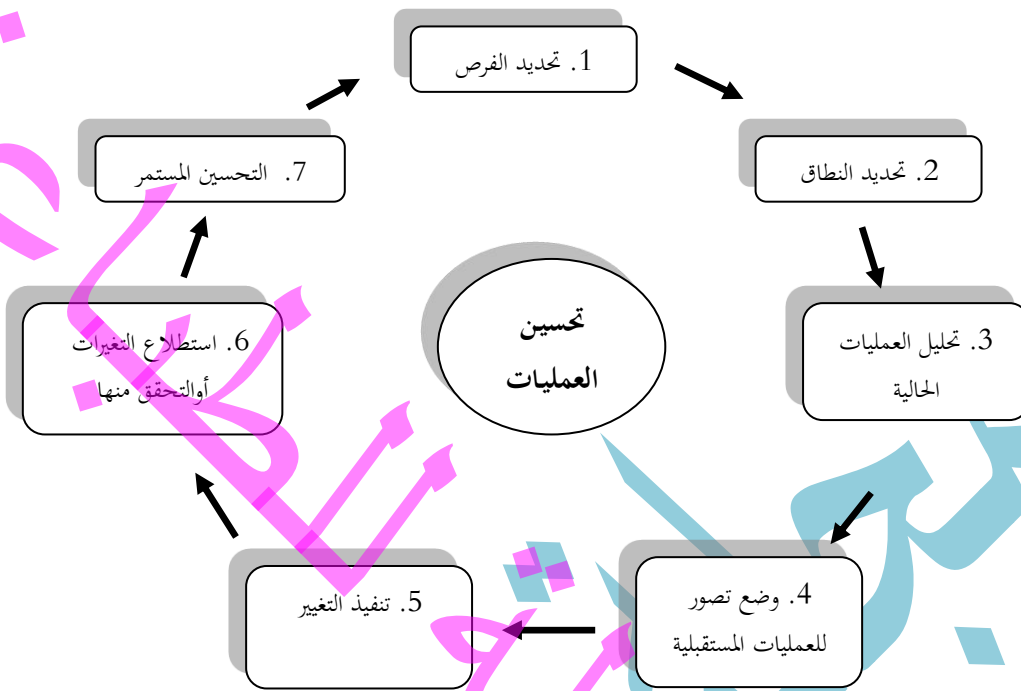 1. تحديد الفرص
2. تحديد النطاق
3. تحليل العمليات
الحالية
4. وضع تصور
للعمليات المستقبلية
5. تنفيذ التغيير
6. استطلاع التغيرات
أوالتحقق منها
7. التحسين المستمر
تحسين
العمليات